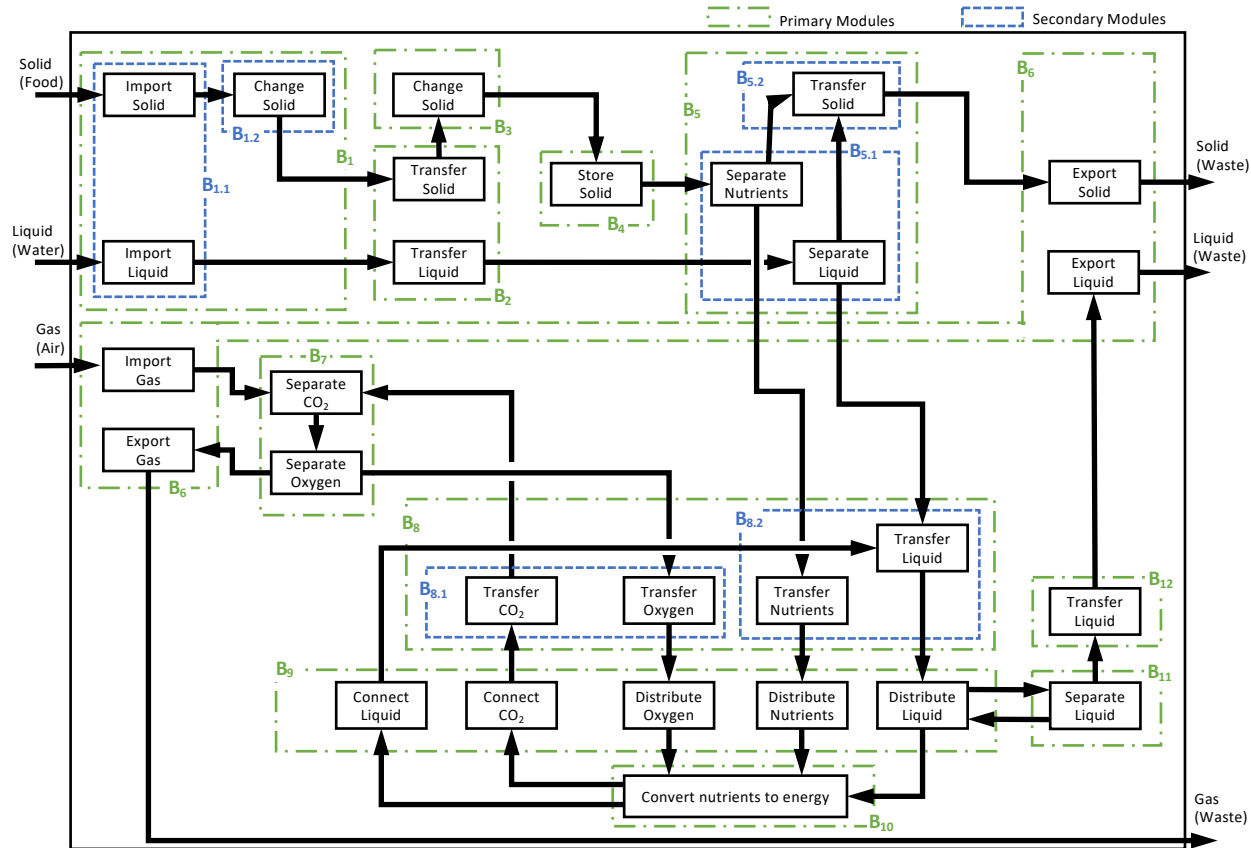 Primary Modules
Secondary Modules
Solid
(Food)
Import
Solid
Change
Solid
B1.2
B1
B1.1
Liquid
(Water)
Import
Liquid
Change
Solid
B3
Transfer
Solid
Transfer
Liquid
B2
Store
Solid
B4
B5
B5.2
Transfer
Solid
B5.1
Separate
Nutrients
Separate
Liquid
B6
Export
Solid
Solid
(Waste)
Export
Liquid
Liquid
(Waste)
Gas
(Air)
Import
Gas
Export
Gas
B6
B7
Separate
CO2
Separate
Oxygen
B8
B8.2
Transfer
Liquid
B8.1
Transfer
CO2
Transfer
Oxygen
Transfer
Nutrients
B12
Transfer
Liquid
B9
Connect
Liquid
Connect
CO2
Distribute
Oxygen
Distribute
Nutrients
Distribute
Liquid
B11
Separate
Liquid
Convert nutrients to energy
B10
Gas
(Waste)